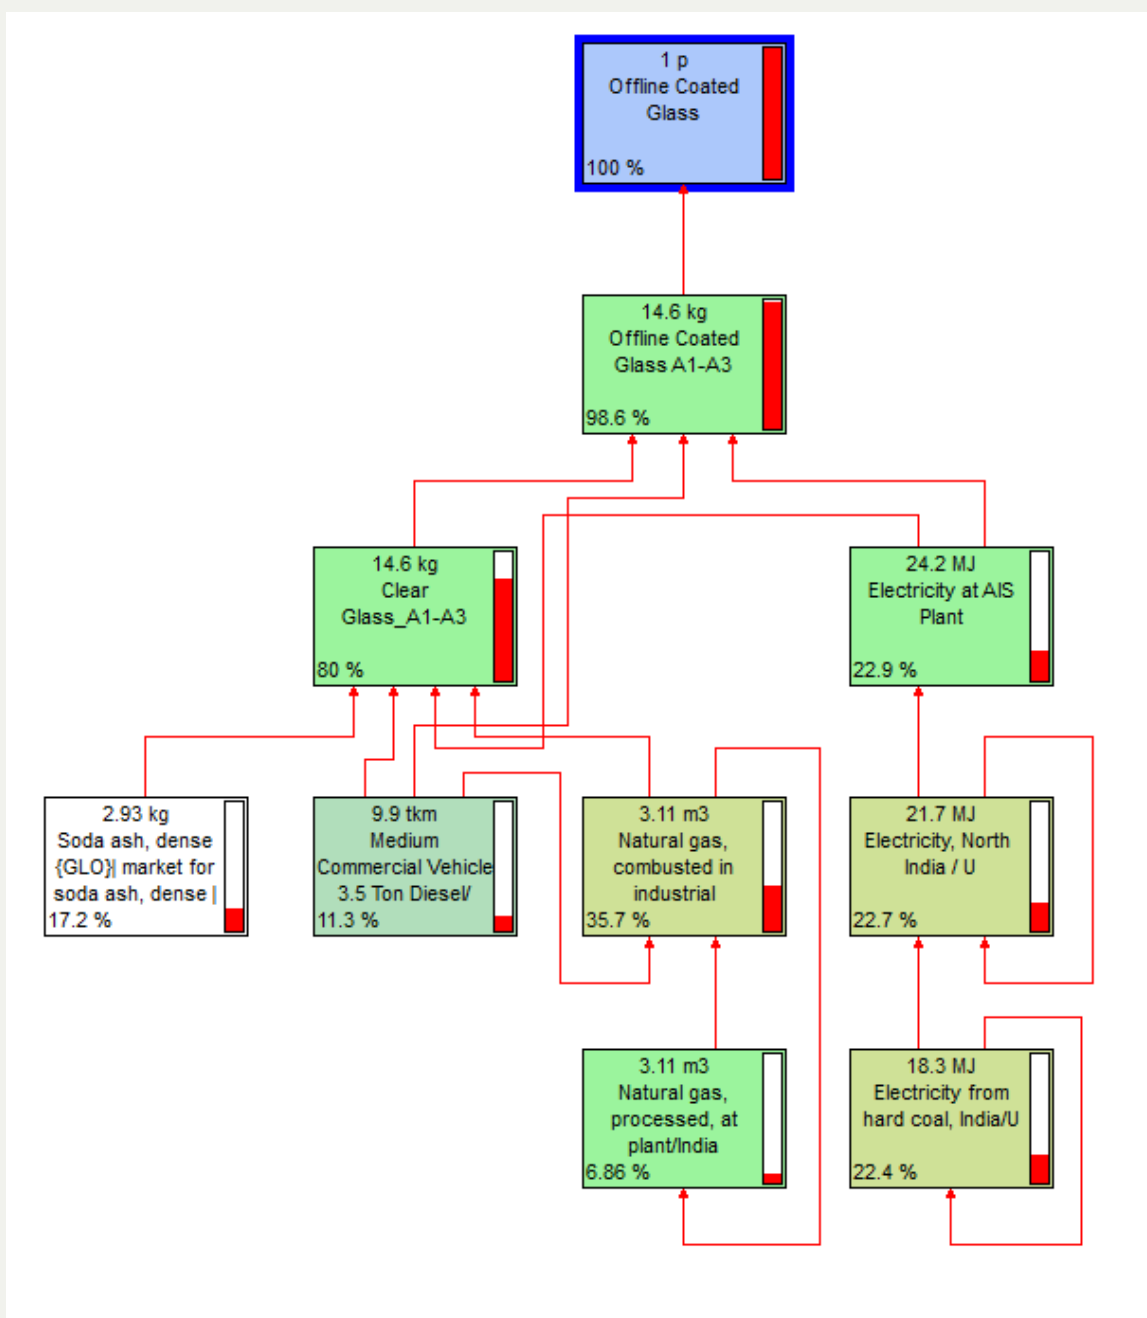 1 p
Offline Coated
Glass
100 %
14.6 kg
Offline Coated
Glass A1-A3
98.6 %
14.6 kg
Clear
Glass_A1-A3
80 %
24.2 MJ
Electricity at AIS
Plant
22.9 %
2.93 kg
Soda ash, dense
{GLO}| market for
soda ash, dense |
17.2 %
9.9 tkm
Medium
Commercial Vehicle
3.5 Ton Diesel/
11.3 %
3.11 m3
Natural gas,
combusted in
industrial
35.7 %
21.7 MJ
Electricity, North
India / U
22.7 %
3.11 m3
Natural gas,
processed, at
plant/India
6.86 %
18.3 MJ
Electricity from
hard coal, India/U
22.4 %